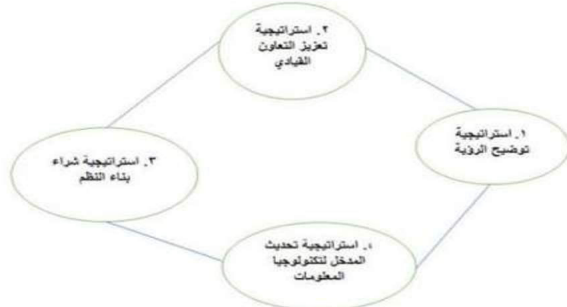 ٢. استراتيجية
تعزيز التعاون
القيادي
١. استراتيجية
توضيح الرؤية
٣. استراتيجية شراء
بناء النظم
٤. استراتيجية تحديث
المدخل لتكنولوجيا
المعلومات